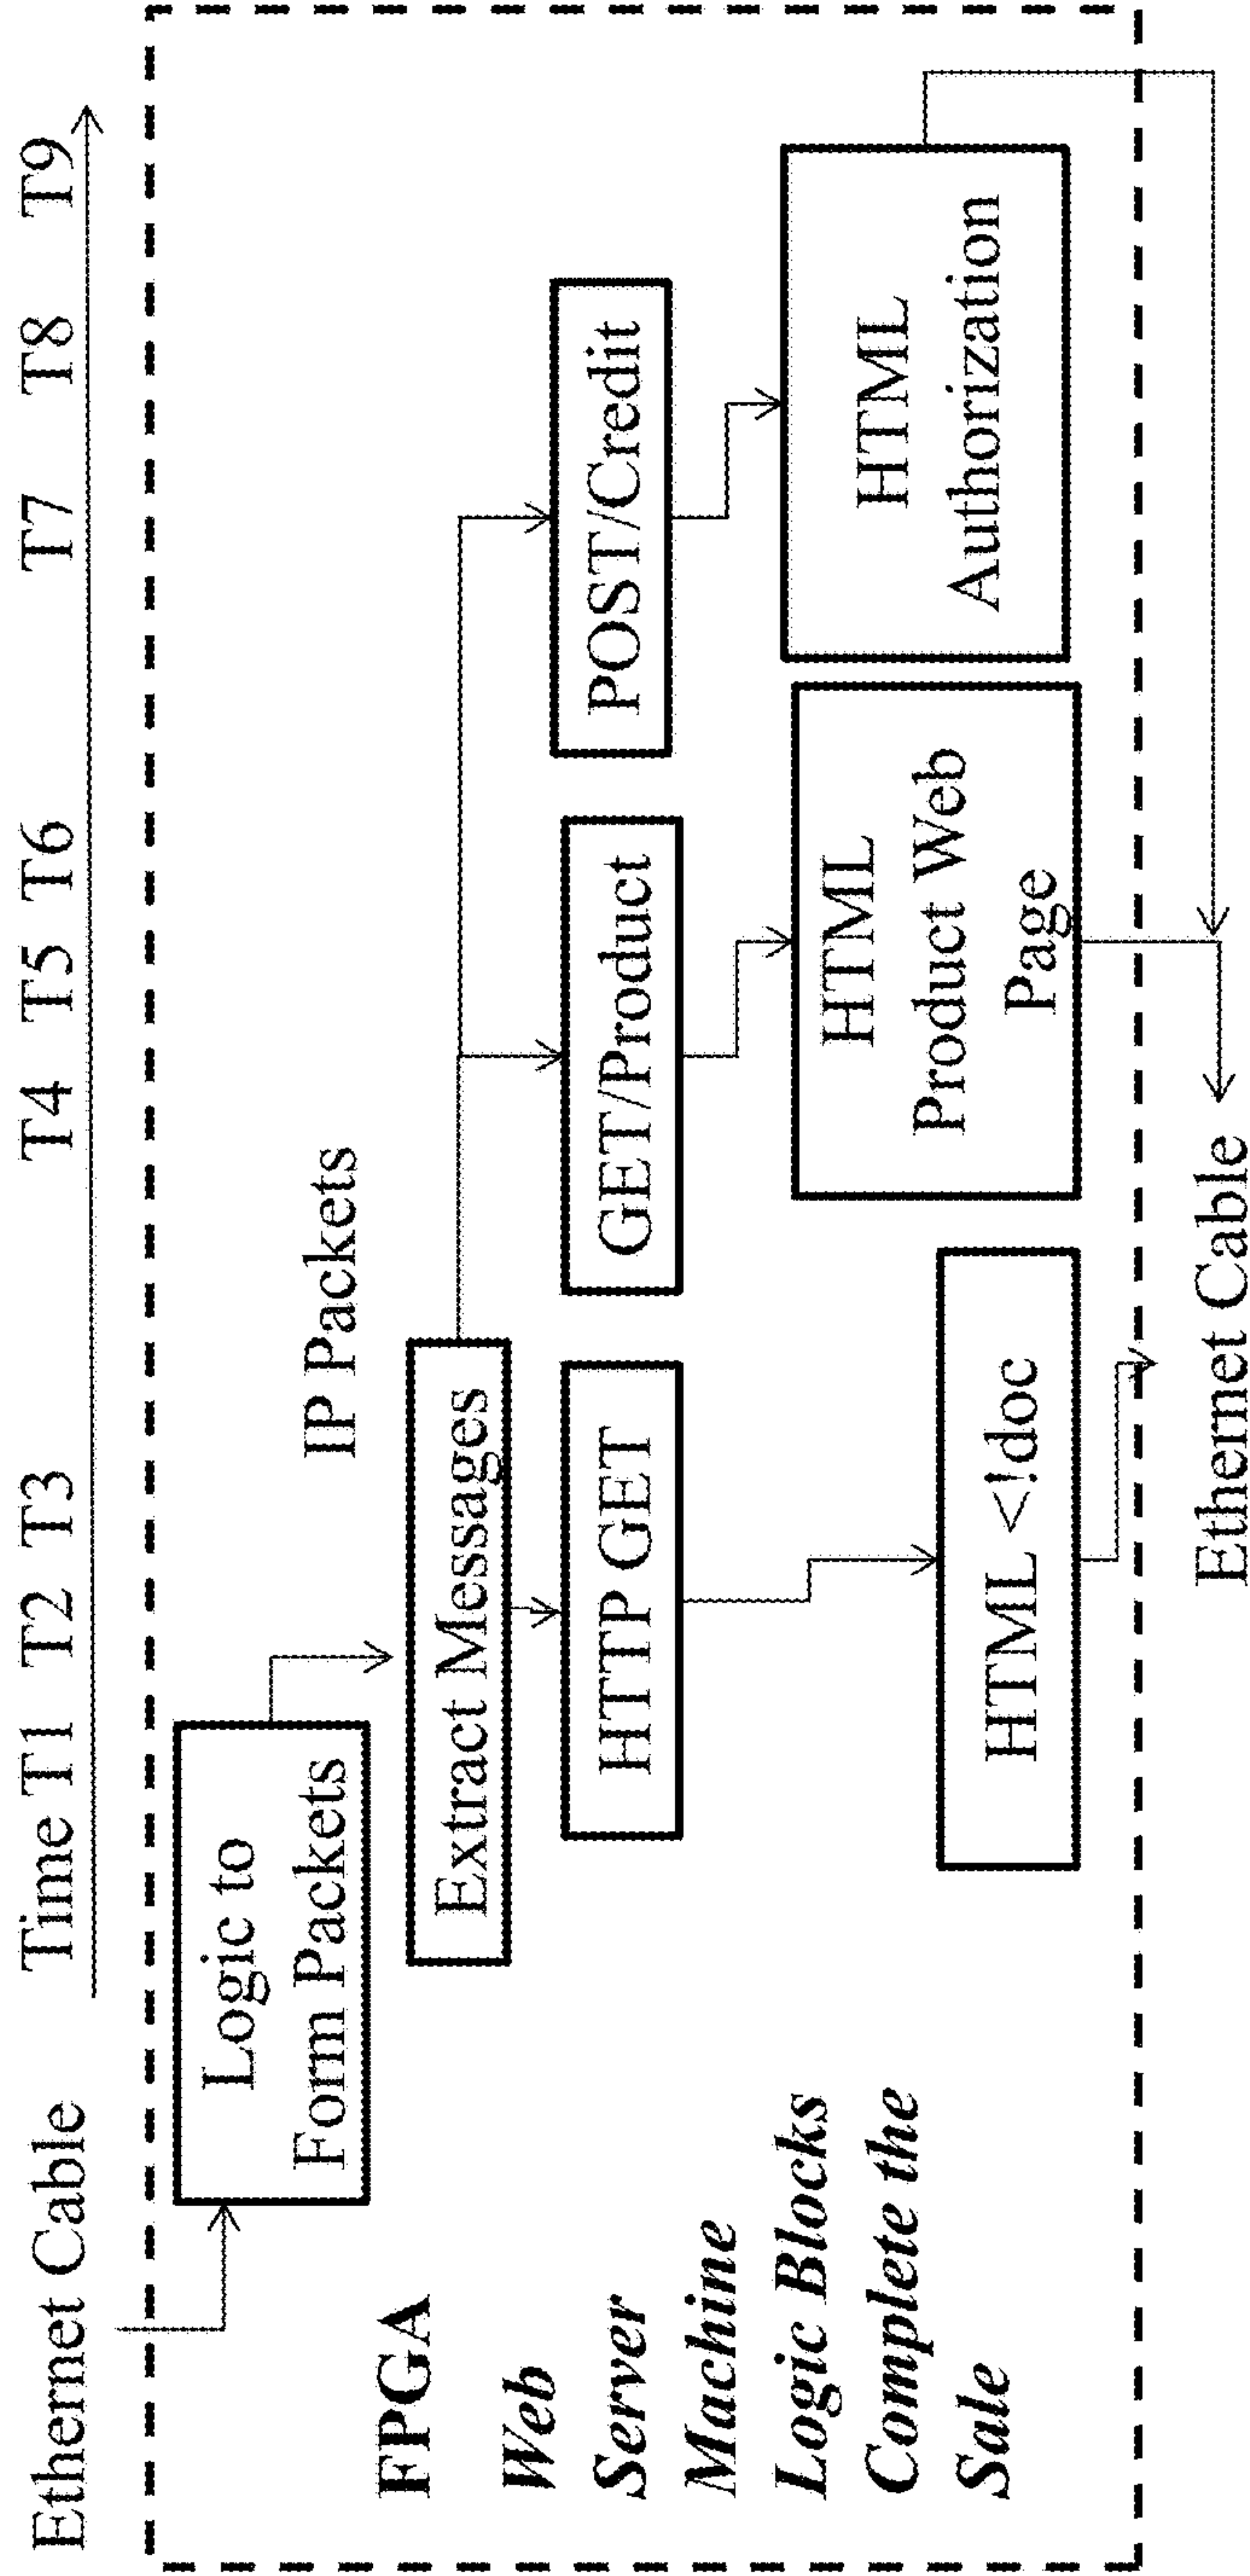 Ethernet Cable
Time T1 T2 T3 T4 T5 T6 T7 T8 T9
Logic to
Form Packets
IP Packets
FPGA
Web
Server
Machine
Logic Blocks
Complete the
Sale
Extract Messages
HTTP GET
GET/Product
POST/Credit
HTML <!doc
HTML
Product Web
Page
HTML
Authorization
Ethernet Cable